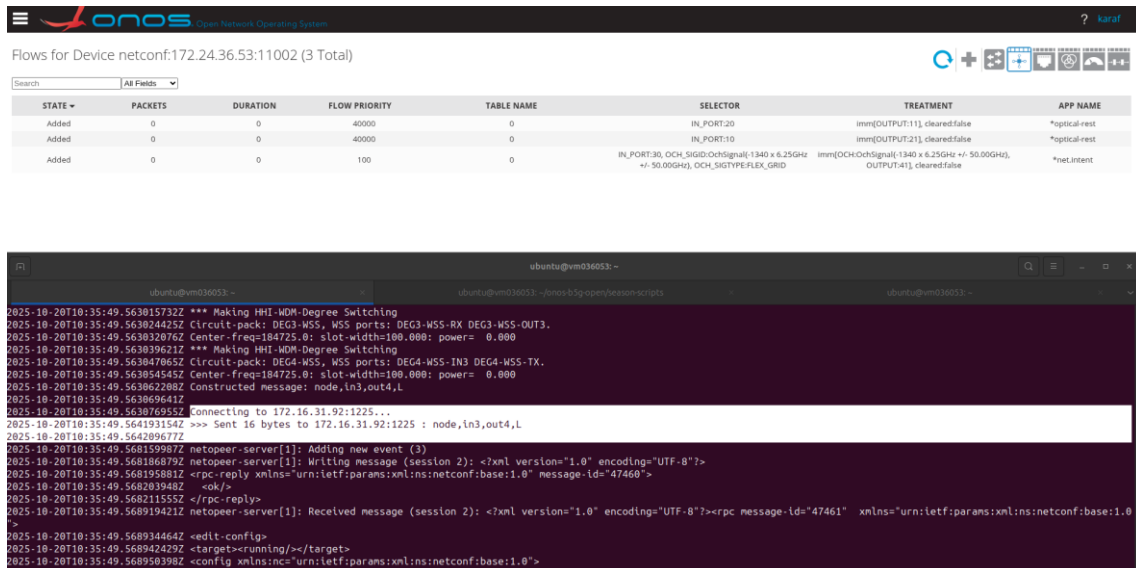 onos Open Network Operating System
? karaf
Flows for Device netconf:172.24.36.53:11002 (3 Total)
Search All Fields
STATE PACKETS DURATION FLOW PRIORITY TABLE NAME SELECTOR TREATMENT APP NAME
Added 0 0 40000 0 IN_PORT:20 imm[OUTPUT:11], cleared:false *optical-rest
Added 0 0 40000 0 IN_PORT:10 imm[OUTPUT:21], cleared:false *optical-rest
Added 0 0 100 0 IN_PORT:30, OCH_SIGID:OchSignal{-1340 x 6.25GHz +/- 50.00GHz}, OCH_SIGTYPE:FLEX_GRID imm[OCH:OchSignal{-1340 x 6.25GHz +/- 50.00GHz}, OUTPUT:41], cleared:false *net.intent
ubuntu@vm036053: ~
ubuntu@vm036053: ~ ubuntu@vm036053: ~/onos-b5g-open/season-scripts ubuntu@vm036053: ~
2025-10-20T10:35:49.563015732Z *** Making HHI-WDM-Degree Switching
2025-10-20T10:35:49.563024425Z Circuit-pack: DEG3-WSS, WSS ports: DEG3-WSS-RX DEG3-WSS-OUT3.
2025-10-20T10:35:49.563032076Z Center-freq=184725.0: slot-width=100.000: power= 0.000
2025-10-20T10:35:49.563039621Z *** Making HHI-WDM-Degree Switching
2025-10-20T10:35:49.563047065Z Circuit-pack: DEG4-WSS, WSS ports: DEG4-WSS-IN3 DEG4-WSS-TX.
2025-10-20T10:35:49.563054545Z Center-freq=184725.0: slot-width=100.000: power= 0.000
2025-10-20T10:35:49.563062208Z Constructed message: node,in3,out4,L
2025-10-20T10:35:49.563069641Z
2025-10-20T10:35:49.563076955Z Connecting to 172.16.31.92:1225...
2025-10-20T10:35:49.564193154Z >>> Sent 16 bytes to 172.16.31.92:1225 : node,in3,out4,L
2025-10-20T10:35:49.564209677Z
2025-10-20T10:35:49.568159987Z netopeer-server[1]: Adding new event (3)
2025-10-20T10:35:49.568186879Z netopeer-server[1]: Writing message (session 2): <?xml version="1.0" encoding="UTF-8"?>
2025-10-20T10:35:49.568195881Z <rpc-reply xmlns="urn:ietf:params:xml:ns:netconf:base:1.0" message-id="47460">
2025-10-20T10:35:49.568203948Z <ok/>
2025-10-20T10:35:49.568211555Z </rpc-reply>
2025-10-20T10:35:49.568919421Z netopeer-server[1]: Received message (session 2): <?xml version="1.0" encoding="UTF-8"?><rpc message-id="47461" xmlns="urn:ietf:params:xml:ns:netconf:base:1.0
">
2025-10-20T10:35:49.568934464Z <edit-config>
2025-10-20T10:35:49.568942429Z <target><running/></target>
2025-10-20T10:35:49.568950398Z <config xmlns:nc="urn:ietf:params:xml:ns:netconf:base:1.0">